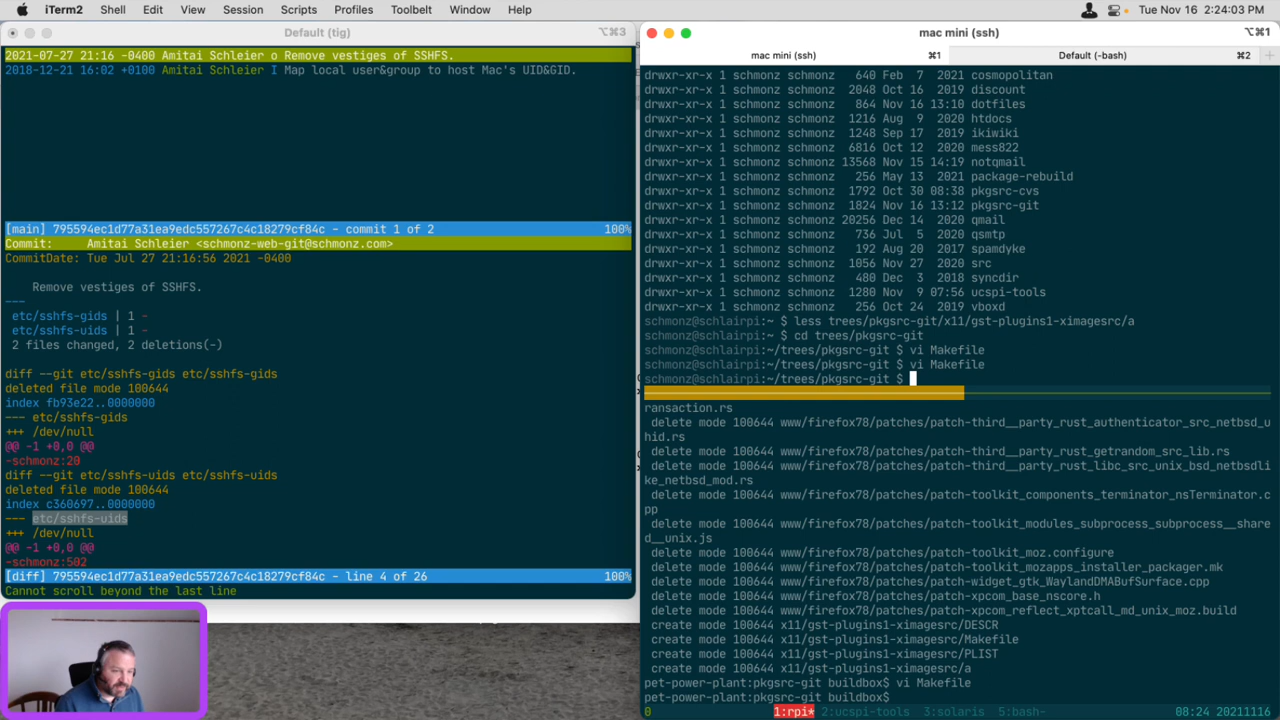 iTerm2 Shell Edit View Session Scripts Profiles Toolbelt Window Help Tue Nov 16 2:24:03 PM
Default (tig) ⌥⌘3
2021-07-27 21:16 -0400 Amitai Schleier o Remove vestiges of SSHFS.
2018-12-21 16:02 +0100 Amitai Schleier I Map local user&group to host Mac's UID&GID.
[main] 795594ec1d77a31ea9edc557267c4c18279cf84c - commit 1 of 2 100%
Commit: Amitai Schleier <schmonz-web-git@schmonz.com>
CommitDate: Tue Jul 27 21:16:56 2021 -0400
Remove vestiges of SSHFS.
---
etc/sshfs-gids | 1 -
etc/sshfs-uids | 1 -
2 files changed, 2 deletions(-)
diff --git etc/sshfs-gids etc/sshfs-gids
deleted file mode 100644
index fb93e22..0000000
--- etc/sshfs-gids
+++ /dev/null
@@ -1 +0,0 @@
-schmonz:20
diff --git etc/sshfs-uids etc/sshfs-uids
deleted file mode 100644
index c360697..0000000
--- etc/sshfs-uids
+++ /dev/null
@@ -1 +0,0 @@
-schmonz:502
[diff] 795594ec1d77a31ea9edc557267c4c18279cf84c - line 4 of 26 100%
Cannot scroll beyond the last line
mac mini (ssh) ⌥⌘1
mac mini (ssh) ⌘1 Default (-bash) ⌘2 +
drwxr-xr-x 1 schmonz schmonz 640 Feb 7 2021 cosmopolitan
drwxr-xr-x 1 schmonz schmonz 2048 Oct 16 2019 discount
drwxr-xr-x 1 schmonz schmonz 864 Nov 16 13:10 dotfiles
drwxr-xr-x 1 schmonz schmonz 1216 Aug 9 2020 htdocs
drwxr-xr-x 1 schmonz schmonz 1248 Sep 17 2019 ikiwiki
drwxr-xr-x 1 schmonz schmonz 6816 Oct 12 2020 mess822
drwxr-xr-x 1 schmonz schmonz 13568 Nov 15 14:19 notqmail
drwxr-xr-x 1 schmonz schmonz 256 May 13 2021 package-rebuild
drwxr-xr-x 1 schmonz schmonz 1792 Oct 30 08:38 pkgsrc-cvs
drwxr-xr-x 1 schmonz schmonz 1824 Nov 16 13:12 pkgsrc-git
drwxr-xr-x 1 schmonz schmonz 20256 Dec 14 2020 qmail
drwxr-xr-x 1 schmonz schmonz 736 Jul 5 2020 qsmtp
drwxr-xr-x 1 schmonz schmonz 192 Aug 20 2017 spamdyke
drwxr-xr-x 1 schmonz schmonz 1056 Nov 27 2020 src
drwxr-xr-x 1 schmonz schmonz 480 Dec 3 2018 syncdir
drwxr-xr-x 1 schmonz schmonz 1280 Nov 9 07:56 ucspi-tools
drwxr-xr-x 1 schmonz schmonz 256 Oct 24 2019 vboxd
schmonz@schlairpi:~ $ less trees/pkgsrc-git/x11/gst-plugins1-ximagesrc/a
schmonz@schlairpi:~ $ cd trees/pkgsrc-git
schmonz@schlairpi:~/trees/pkgsrc-git $ vi Makefile
schmonz@schlairpi:~/trees/pkgsrc-git $ vi Makefile
schmonz@schlairpi:~/trees/pkgsrc-git $
ransaction.rs
delete mode 100644 www/firefox78/patches/patch-third__party_rust_authenticator_src_netbsd_u
hid.rs
delete mode 100644 www/firefox78/patches/patch-third__party_rust_getrandom_src_lib.rs
delete mode 100644 www/firefox78/patches/patch-third__party_rust_libc_src_unix_bsd_netbsdli
ke_netbsd_mod.rs
delete mode 100644 www/firefox78/patches/patch-toolkit_components_terminator_nsTerminator.c
pp
delete mode 100644 www/firefox78/patches/patch-toolkit_modules_subprocess_subprocess__share
d__unix.js
delete mode 100644 www/firefox78/patches/patch-toolkit_moz.configure
delete mode 100644 www/firefox78/patches/patch-toolkit_mozapps_installer_packager.mk
delete mode 100644 www/firefox78/patches/patch-widget_gtk_WaylandDMABufSurface.cpp
delete mode 100644 www/firefox78/patches/patch-xpcom_base_nscore.h
delete mode 100644 www/firefox78/patches/patch-xpcom_reflect_xptcall_md_unix_moz.build
create mode 100644 x11/gst-plugins1-ximagesrc/DESCR
create mode 100644 x11/gst-plugins1-ximagesrc/Makefile
create mode 100644 x11/gst-plugins1-ximagesrc/PLIST
create mode 100644 x11/gst-plugins1-ximagesrc/a
pet-power-plant:pkgsrc-git buildbox$ vi Makefile
pet-power-plant:pkgsrc-git buildbox$
0 1:rpi* 2:ucspi-tools 3:solaris 5:bash- 08:24 20211116